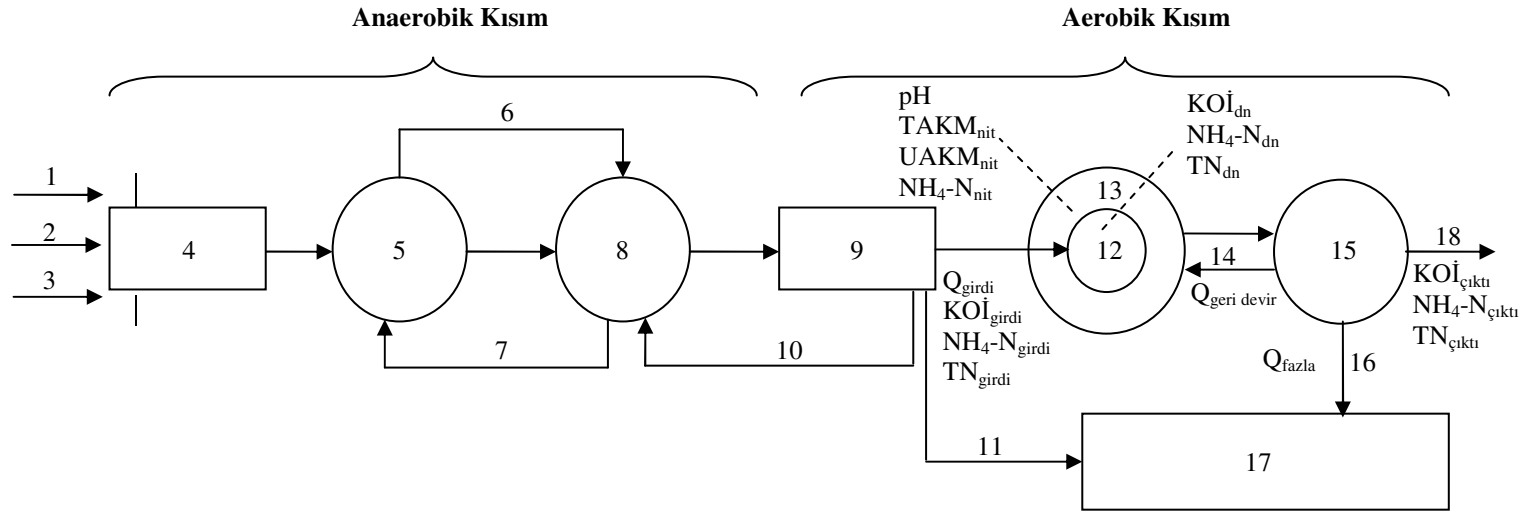 Anaerobik Kısım
Aerobik Kısım
1
2
3
4
5
6
7
8
9
10
11
pH
TAKMnit
UAKMnit
NH4-Nnit
KOİdn
NH4-Ndn
TNdn
13
12
Qgirdi
KOİgirdi
NH4-Ngirdi
TNgirdi
14
Qgeri devir
15
18
KOİçıktı
NH4-Nçıktı
TNçıktı
Qfazla
16
17